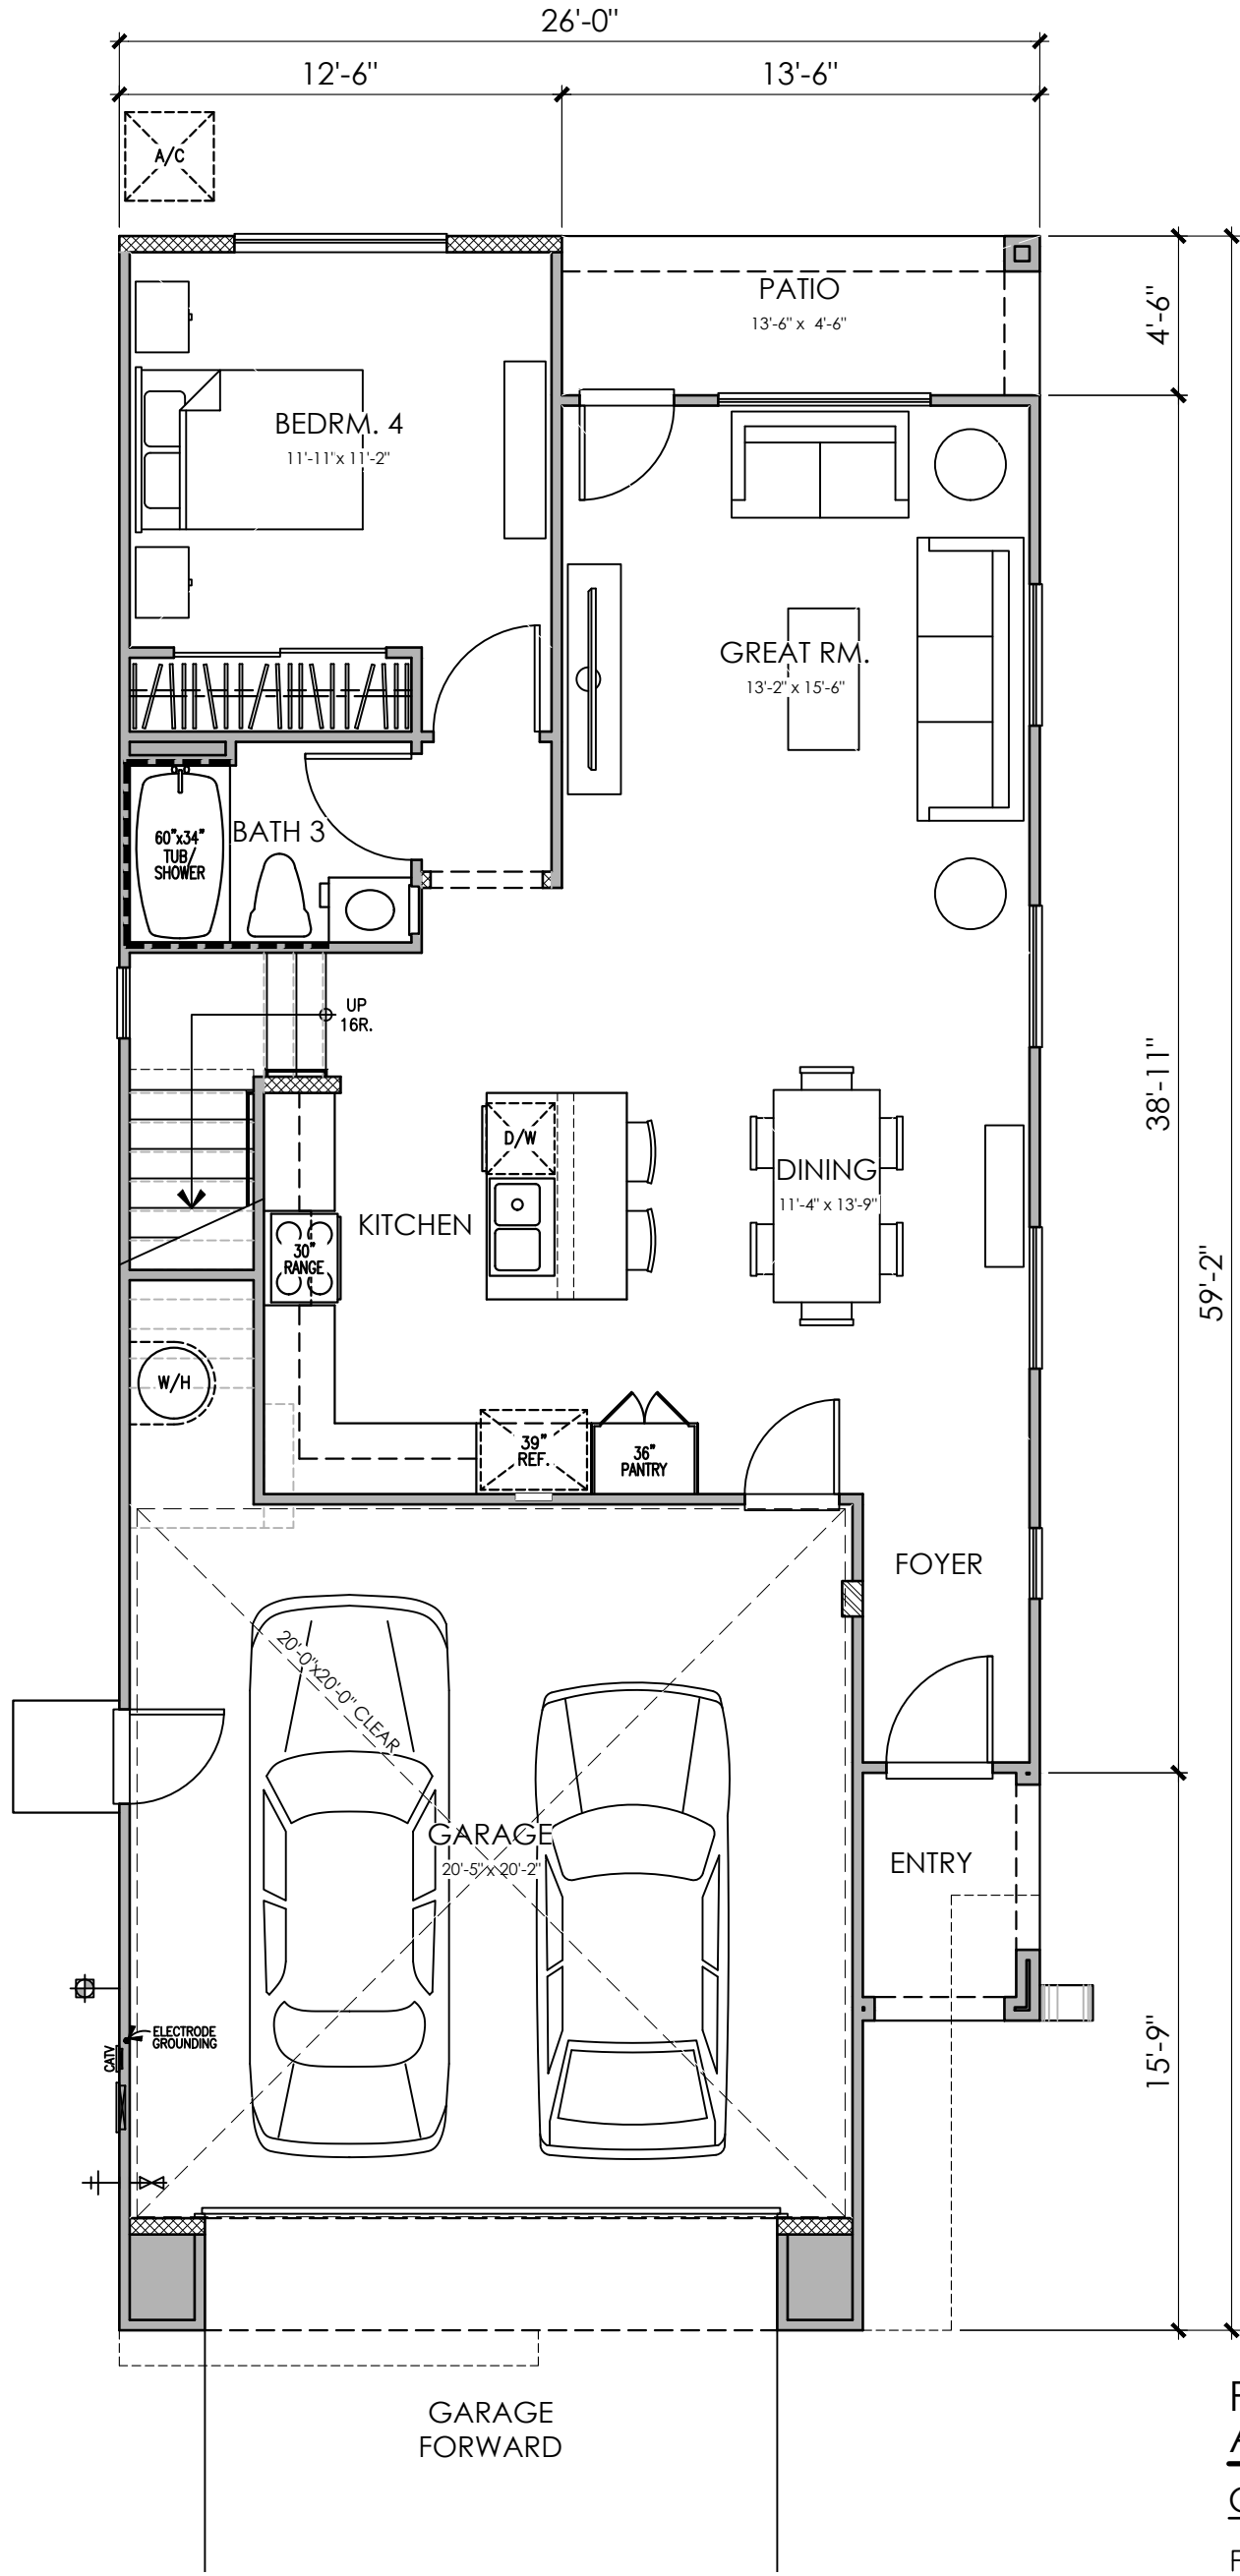 26'-0"
12'-6"
13'-6"
A/C
PATIO
13'-6" x 4'-6"
4'-6"
BEDRM. 4
11'-11"x 11'-2"
GREAT RM.
13'-2" x 15'-6"
60"x34"
TUB/
SHOWER
BATH 3
UP
16R.
38'-11"
D/W
DINING
11'-4" x 13'-9"
KITCHEN
30"
RANGE
59'-2"
W/H
39"
REF.
36"
PANTRY
FOYER
20'-0"x20'-0" CLEAR
GARAGE
20'-5" x 20'-2"
ENTRY
ELECTRODE
GROUNDING
CATV
15'-9"
GARAGE
FORWARD